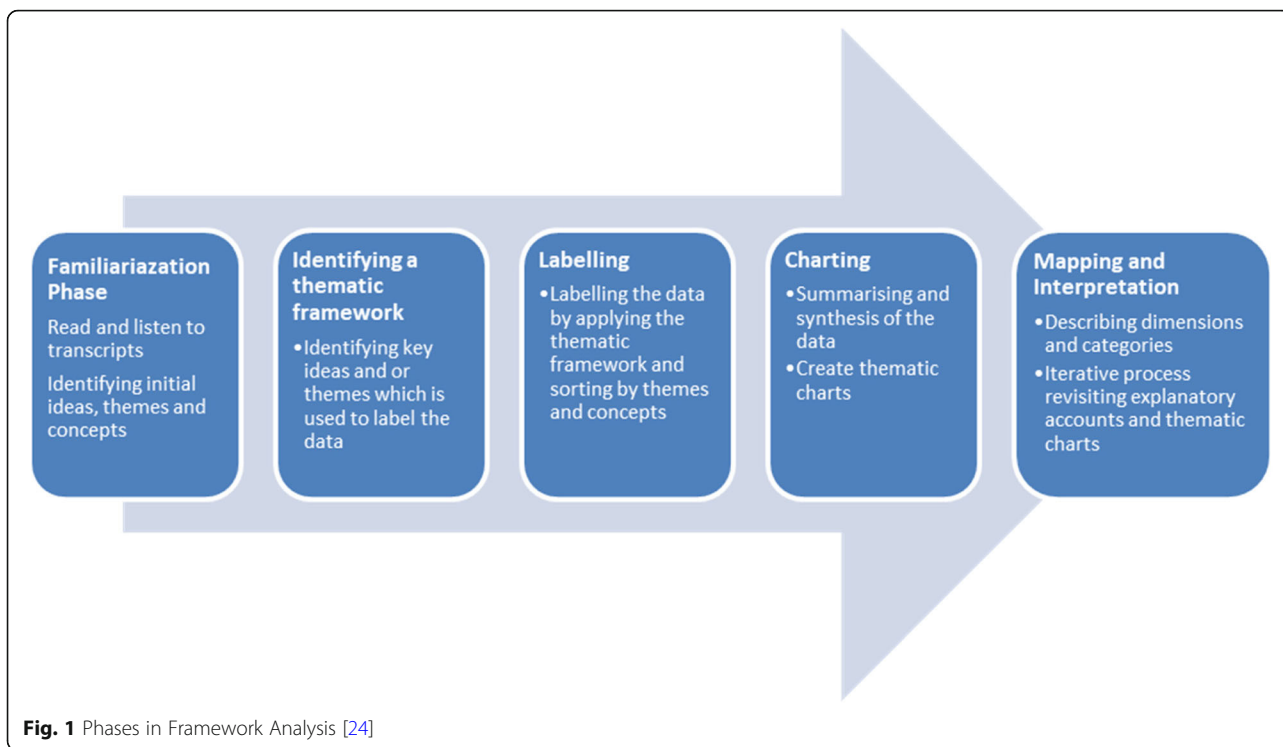 Familiariazation
Phase
Read and listen to
transcripts
Identifying initial
ideas, themes and
concepts
Identifying a
thematic
framework
•Identifying key
ideas and or
themes which is
used to label the
data
Labelling
•Labelling the data
by applying the
thematic
framework and
sorting by themes
and concepts
Charting
•Summarising and
synthesis of the
data
•Create thematic
charts
Mapping and
Interpretation
•Describing dimensions
and categories
•Iterative process
revisiting explanatory
accounts and thematic
charts
Fig. 1 Phases in Framework Analysis [24]